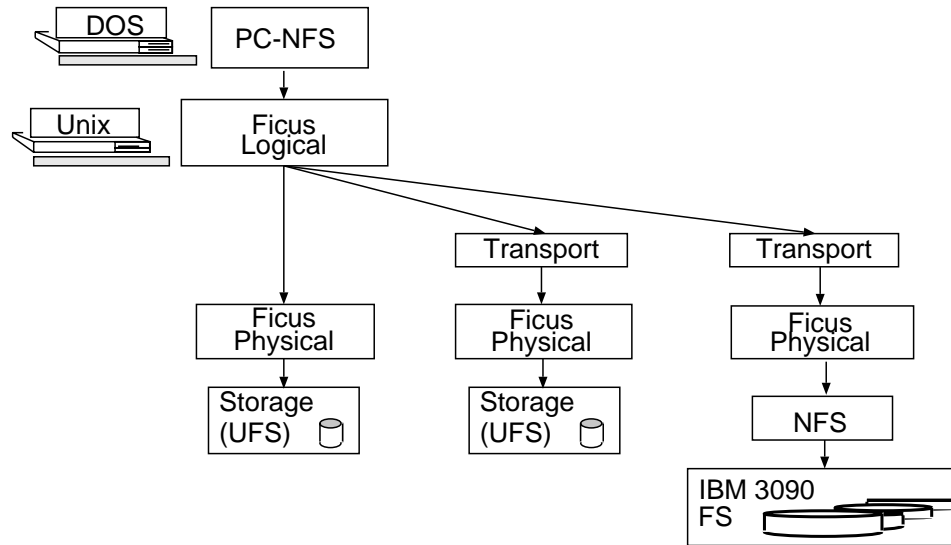 DOS
PC-NFS
Unix
Ficus
Logical
Transport
Transport
Ficus
Physical
Ficus
Physical
Ficus
Physical
Storage
(UFS)
Storage
(UFS)
NFS
IBM 3090
FS